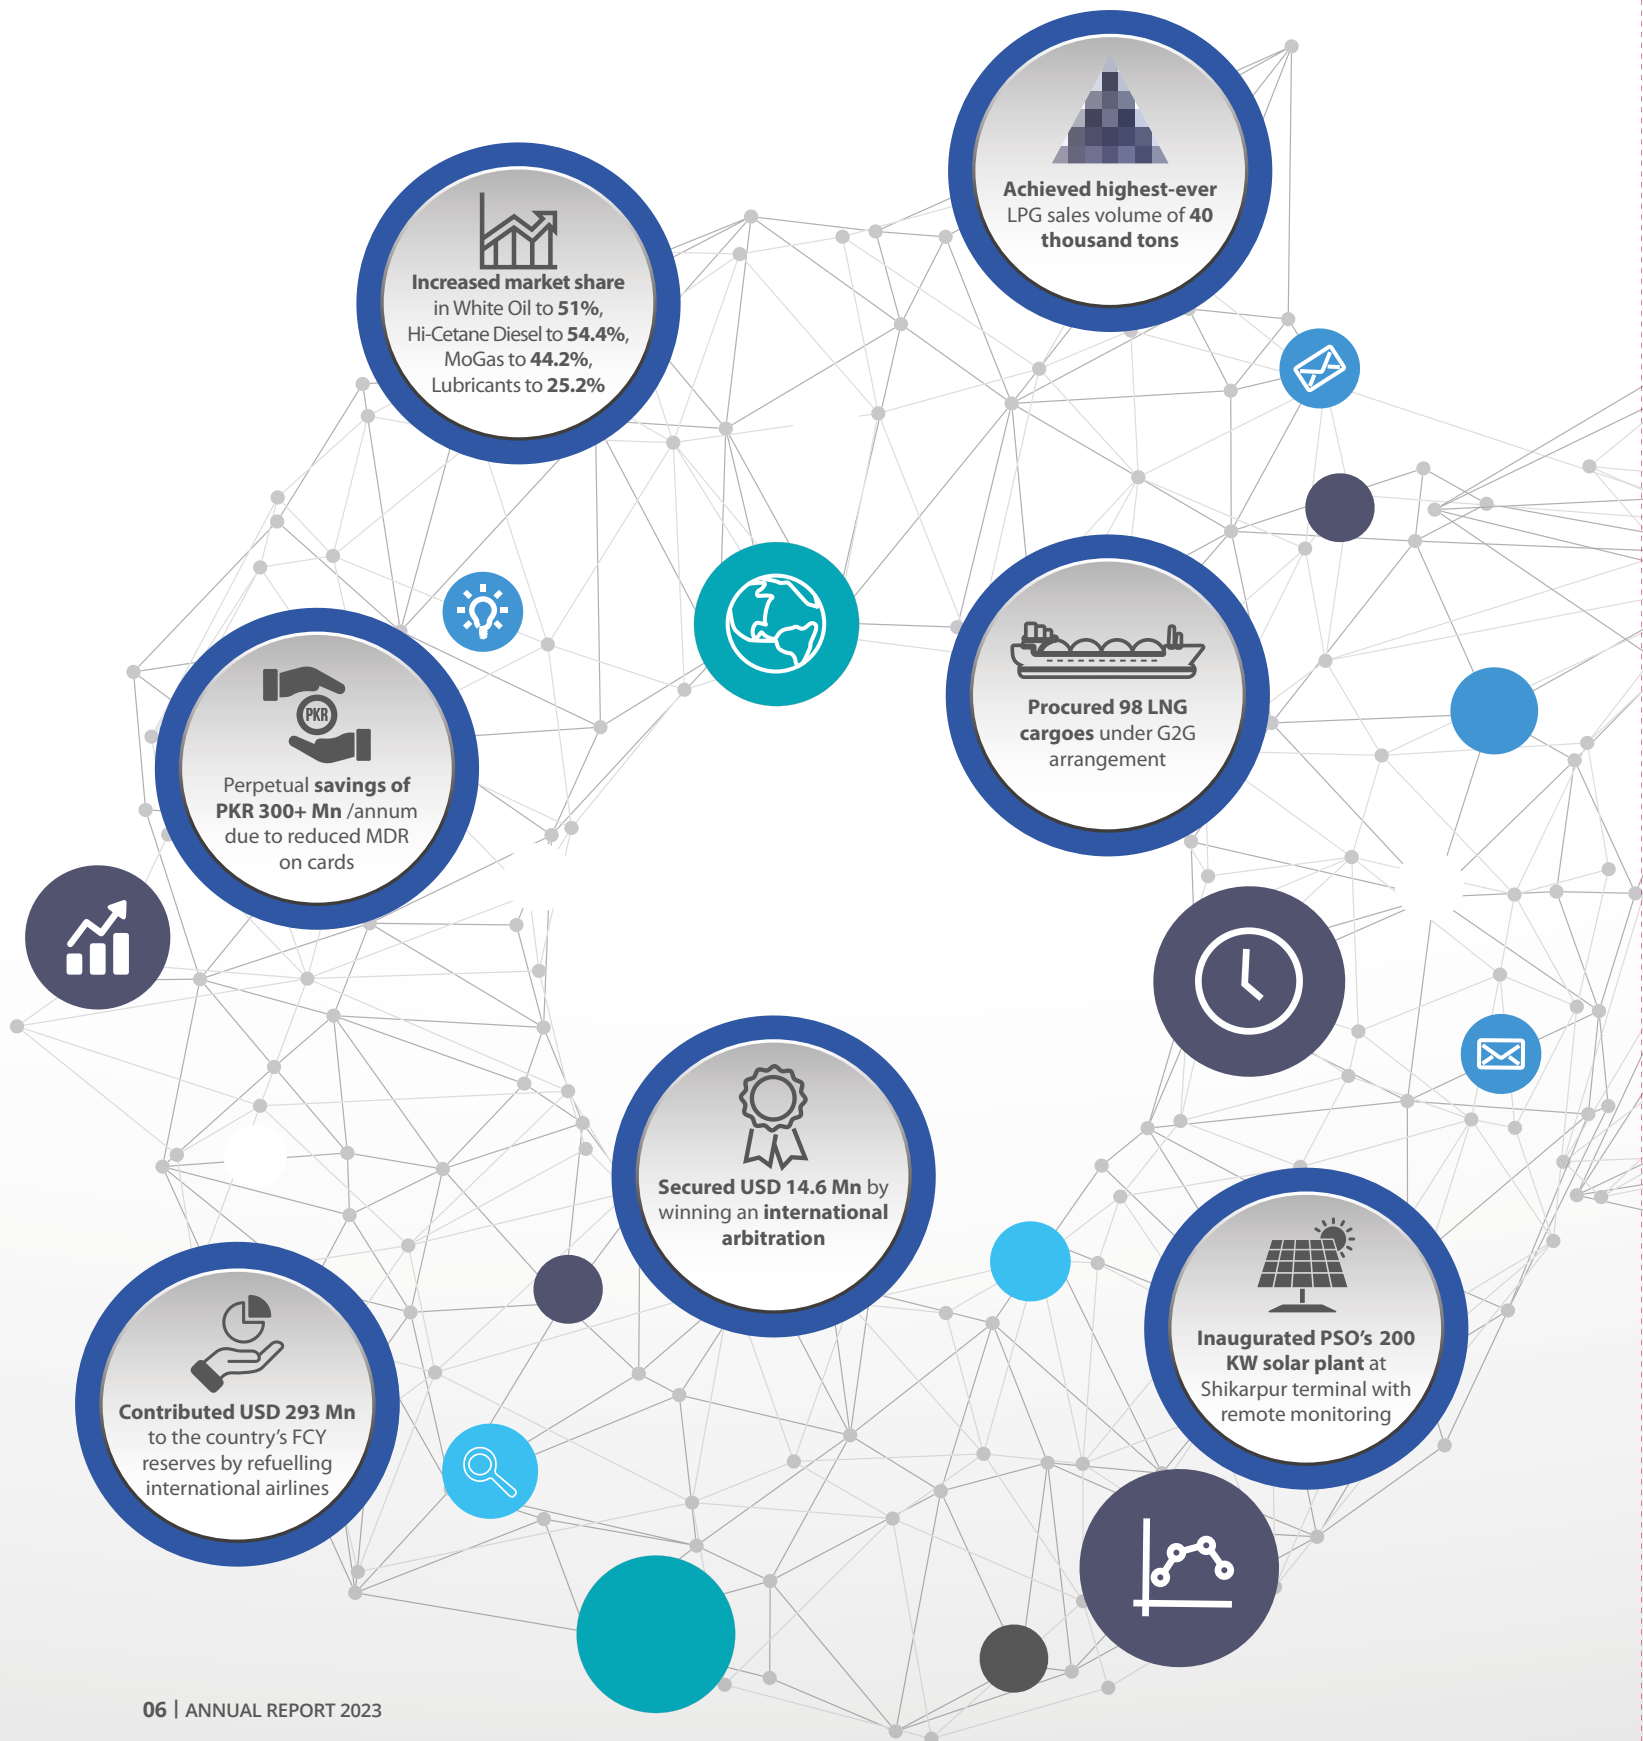 Achieved highest-ever
LPG sales volume of 40
thousand tons
Increased market share
in White Oil to 51%,
Hi-Cetane Diesel to 54.4%,
MoGas to 44.2%,
Lubricants to 25.2%
PKR
Perpetual savings of
PKR 300+ Mn /annum
due to reduced MDR
on cards
Procured 98 LNG
cargoes under G2G
arrangement
Secured USD 14.6 Mn by
winning an international
arbitration
Inaugurated PSO's 200
KW solar plant at
Shikarpur terminal with
remote monitoring
Contributed USD 293 Mn
to the country's FCY
reserves by refuelling
international airlines
06 | ANNUAL REPORT 2023